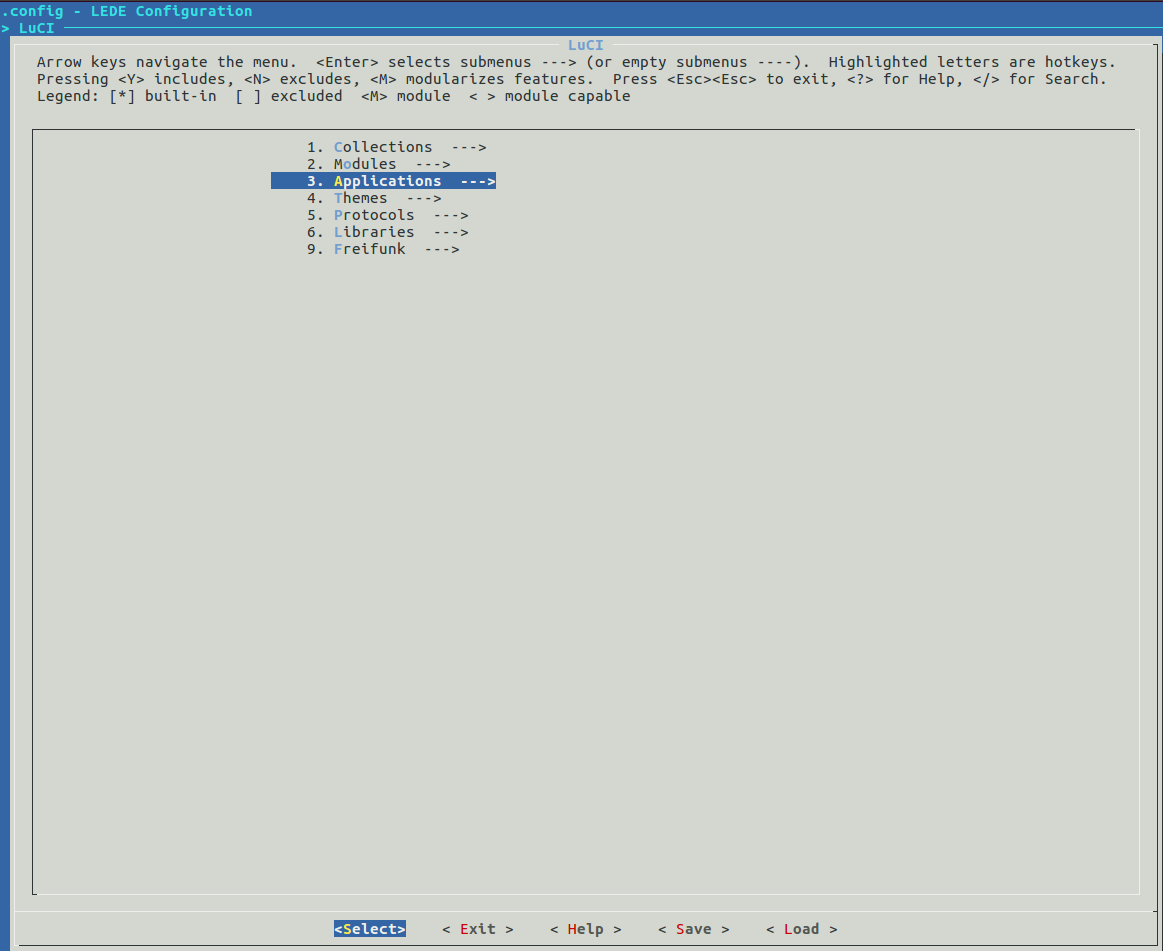 .config - LEDE Configuration
> LuCI
LuCI
Arrow keys navigate the menu.  <Enter> selects submenus ---> (or empty submenus ----).  Highlighted letters are hotkeys.
Pressing <Y> includes, <N> excludes, <M> modularizes features.  Press <Esc><Esc> to exit, <?> for Help, </> for Search.
Legend: [*] built-in  [ ] excluded  <M> module  < > module capable
1. Collections  --->
2. Modules  --->
3. Applications  --->
4. Themes  --->
5. Protocols  --->
6. Libraries  --->
9. Freifunk  --->
<Select>    < Exit >    < Help >    < Save >    < Load >